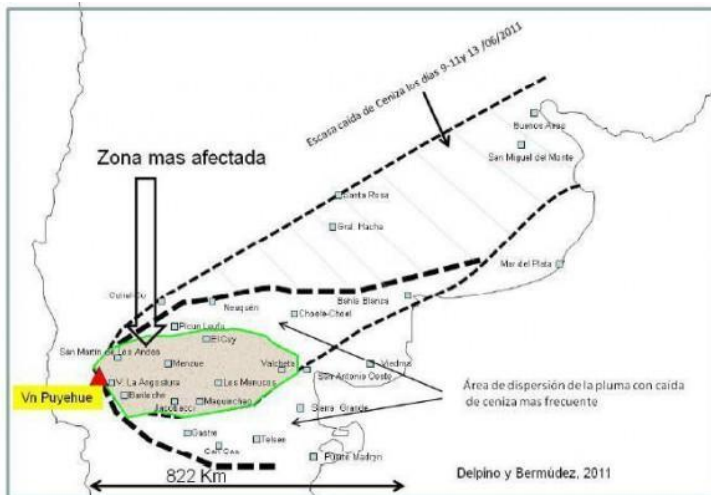 Escasa caída de Ceniza los días 9-11y 13 /06/2011
Buenos Aires
San Miguel del Monte
Zona mas afectada
Santa Rosa
Gral. Hacha
Mar del Plata
Neuquén
Bahía Blanca
Choele-Choel
Picun Leufu
El Cuy
San Martin de Los Andes
Mencue
Valcheta
Viedma
San Antonio Oeste
V. La Angostura
Los Menucos
Vn Puyehue
Bariloche
Jacobacci
Maquinchao
Sierra Grande
Área de dispersión de la pluma con caída
de ceniza mas frecuente
Gastre
Telsen
Puerto Madryn
822 Km
Delpino y Bermúdez, 2011